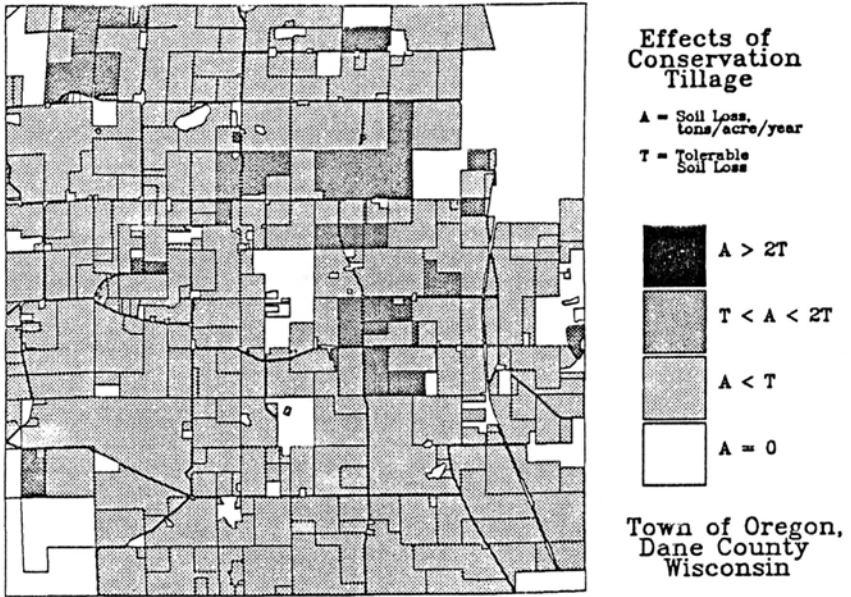 Effects of
Conservation
Tillage
A = Soil Loss,
tons/acre/year
T = Tolerable
Soil Loss
A > 2T
T < A < 2T
A < T
A = 0
Town of Oregon,
Dane County
Wisconsin